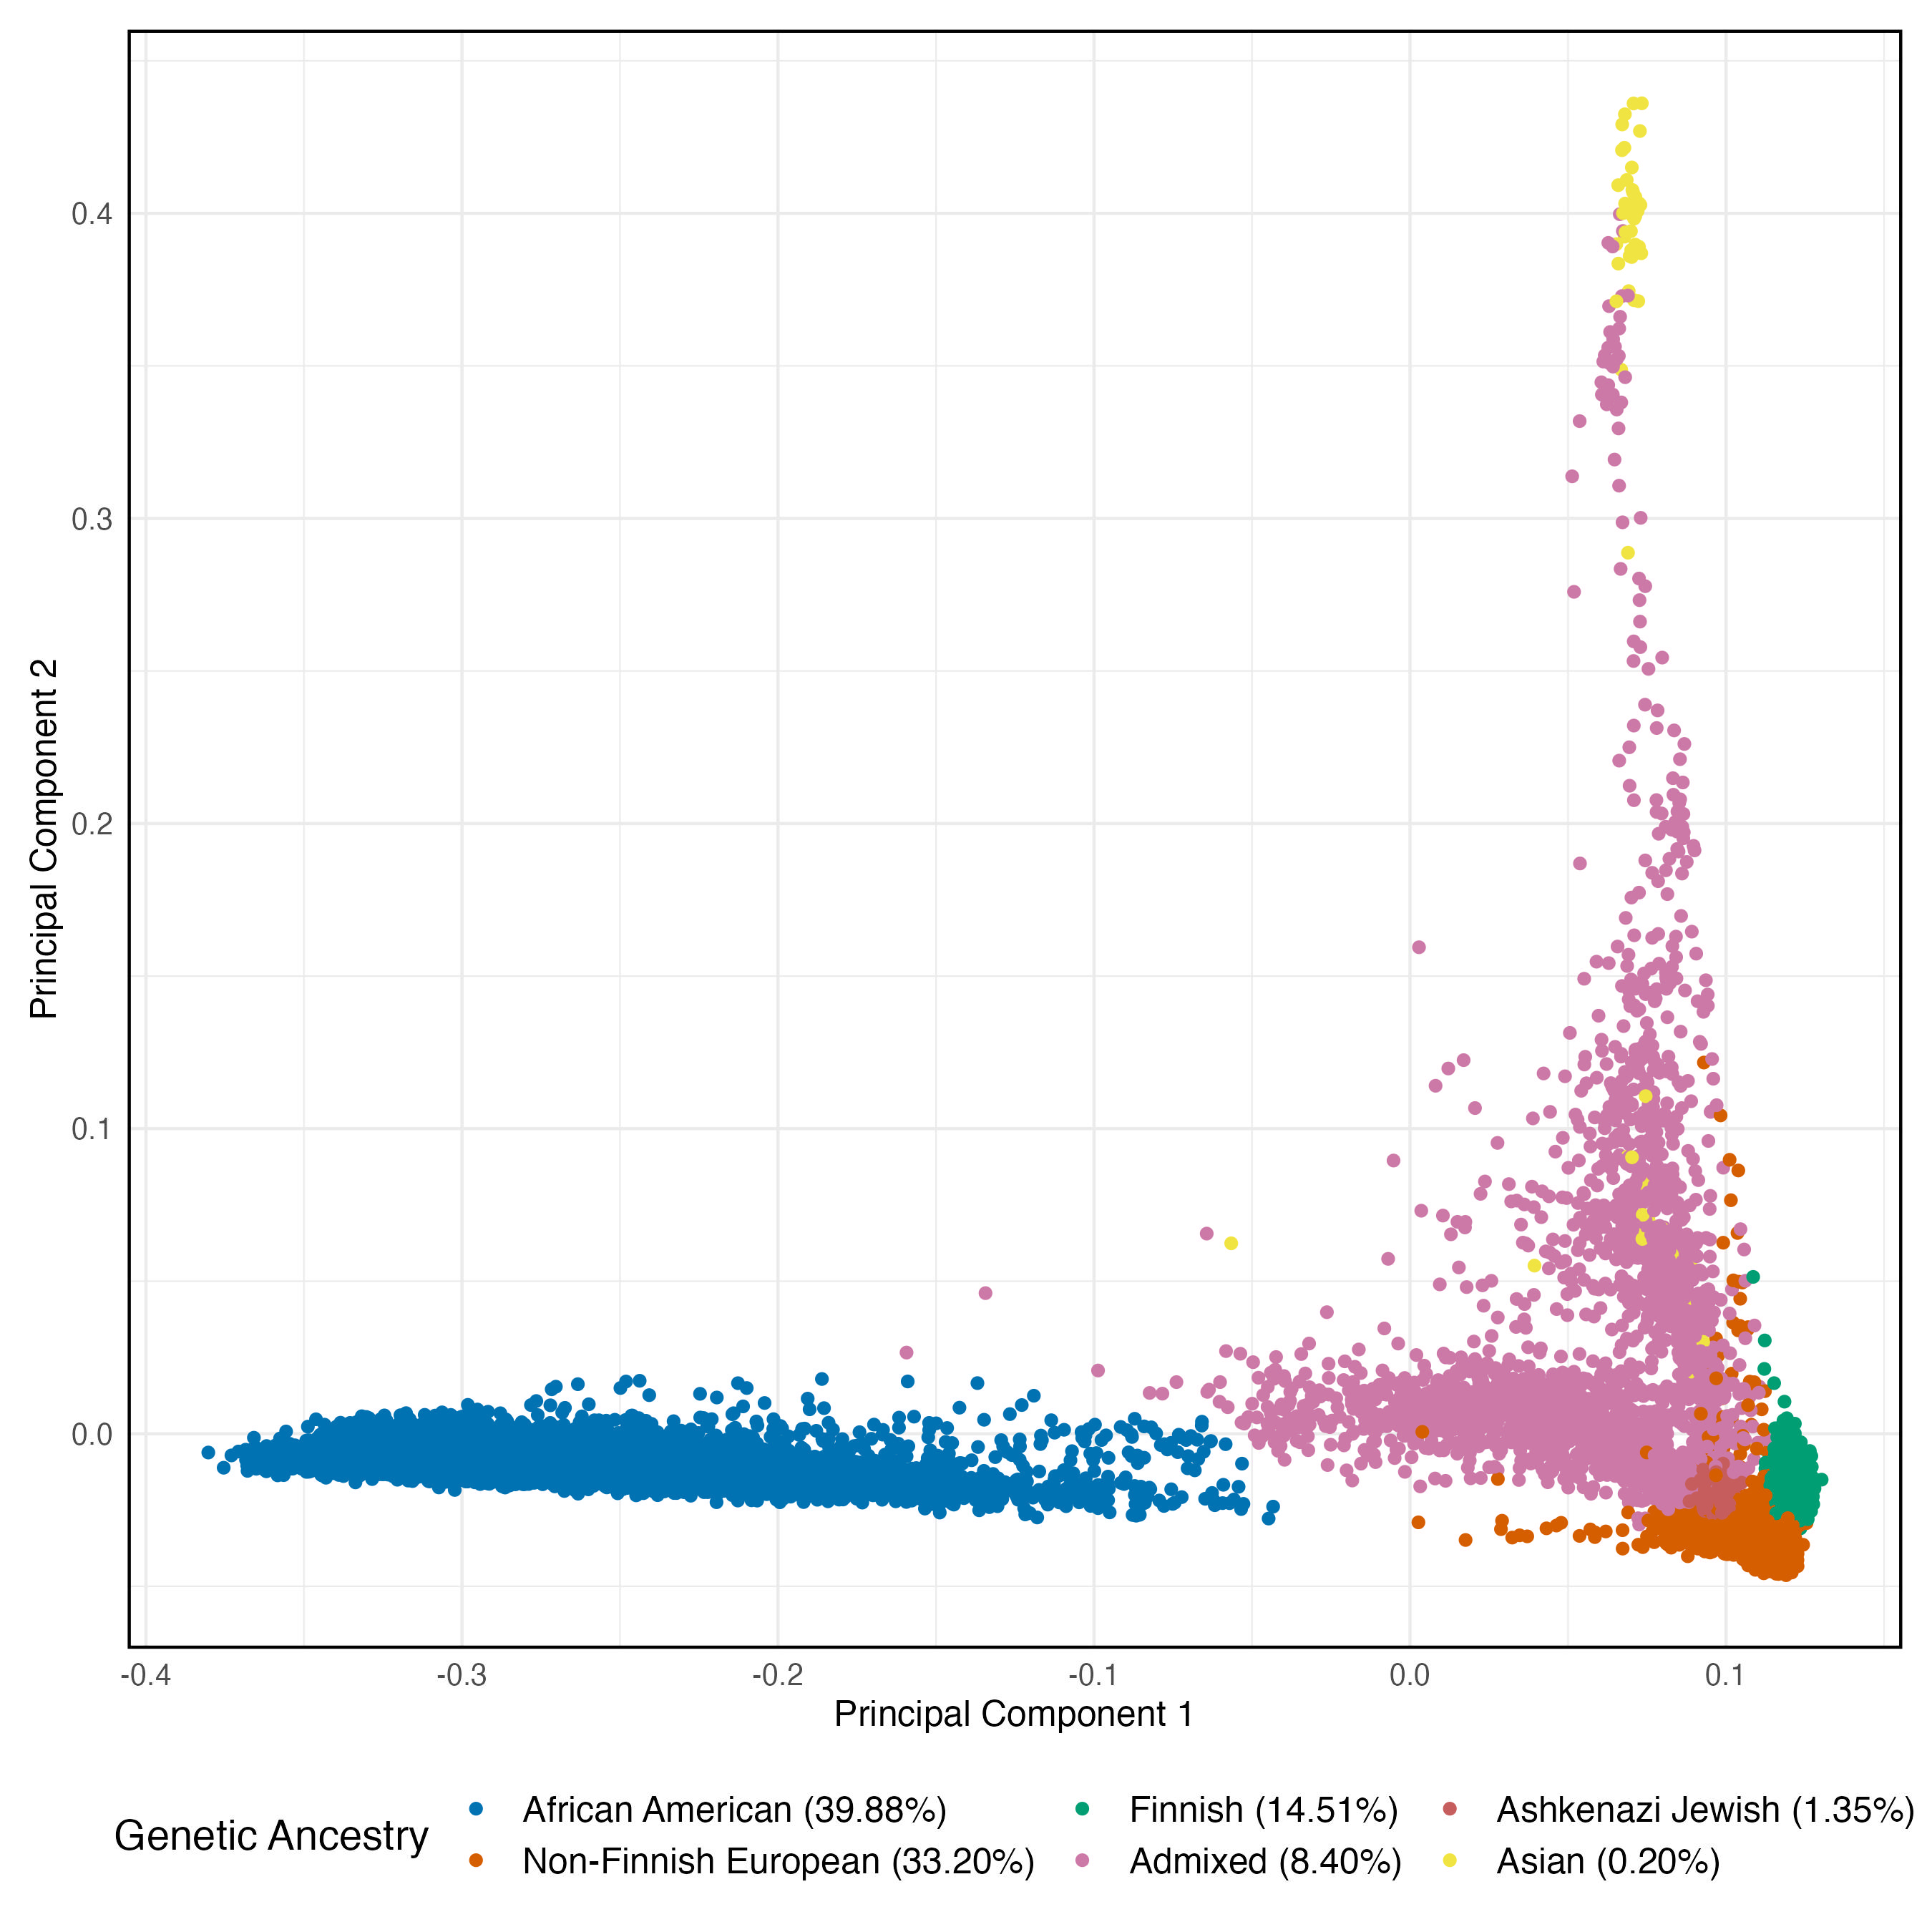 0.4
0.3
0.2
0.1
0.0
Principal Component 2
-0.4 -0.3 -0.2 -0.1 0.0 0.1
Principal Component 1
Genetic Ancestry
African American (39.88%) Finnish (14.51%) Ashkenazi Jewish (1.35%)
Non-Finnish European (33.20%) Admixed (8.40%) Asian (0.20%)